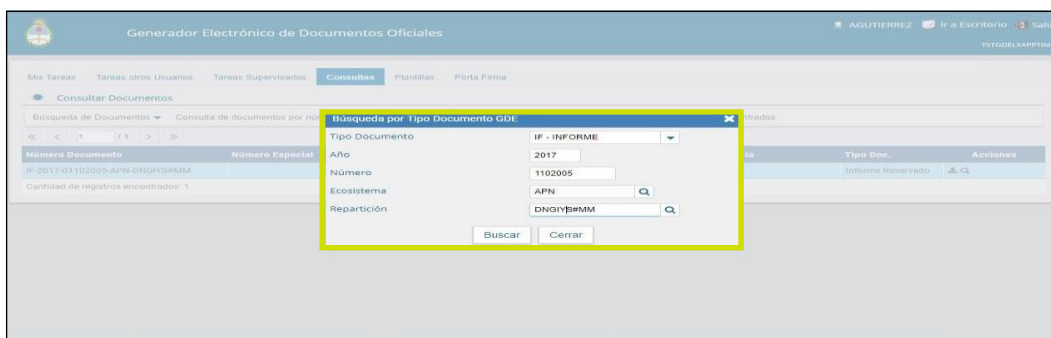 Generador Electrónico de Documentos Oficiales
AGUTIERREZ Ir a Escritorio Salir
Mis Tareas Tareas otros Usuarios Tareas Supervisados Consultas Plantillas Porta Firma
Consultar Documentos
Búsqueda de Documentos Consulta de documentos por
1 / 1
Número Documento Número Especial Tipo Doc. Acciones
IF-2017-01102005-APN-DNGIYS#MM Informe Reservado
Cantidad de registros encontrados: 1
Búsqueda por Tipo Documento GDE
Tipo Documento IF - INFORME
Año 2017
Número 1102005
Ecosistema APN
Repartición DNGIYS#MM
Buscar Cerrar